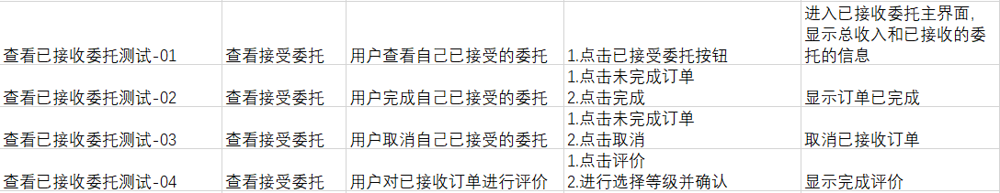 进入已接收委托主界面，
显示总收入和已接收的委
查看已接收委托测试-01 查看接受委托 用户查看自己已接受的委托 1.点击已接受委托按钮 托的信息
1.点击未完成订单
查看已接收委托测试-02 查看接受委托 用户完成自己已接受的委托 2.点击完成 显示订单已完成
1.点击未完成订单
查看已接收委托测试-03 查看接受委托 用户取消自己已接受的委托 2.点击取消 取消已接收订单
1.点击评价
查看已接收委托测试-04 查看接受委托 用户对已接收订单进行评价 2.进行选择等级并确认 显示完成评价